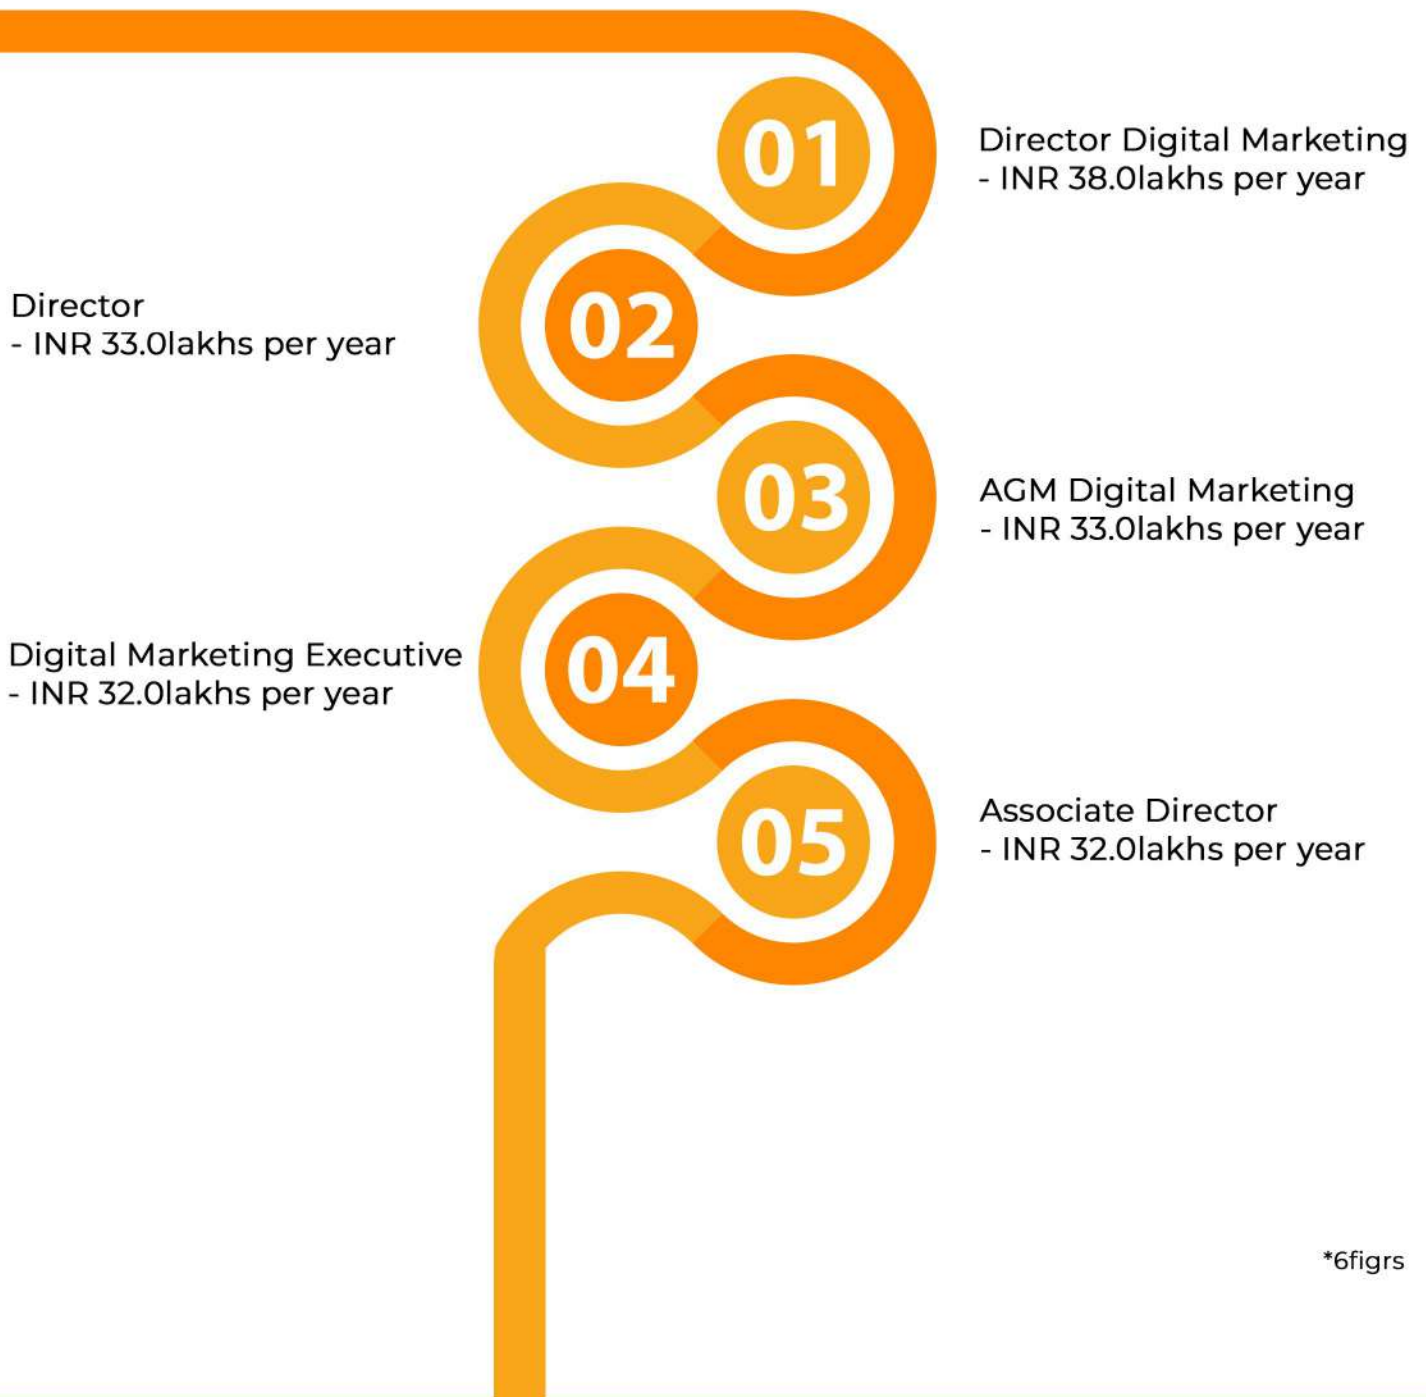 01
Director Digital Marketing
- INR 38.0lakhs per year
02
Director
- INR 33.0lakhs per year
03
AGM Digital Marketing
- INR 33.0lakhs per year
04
Digital Marketing Executive
- INR 32.0lakhs per year
05
Associate Director
- INR 32.0lakhs per year
*6figrs